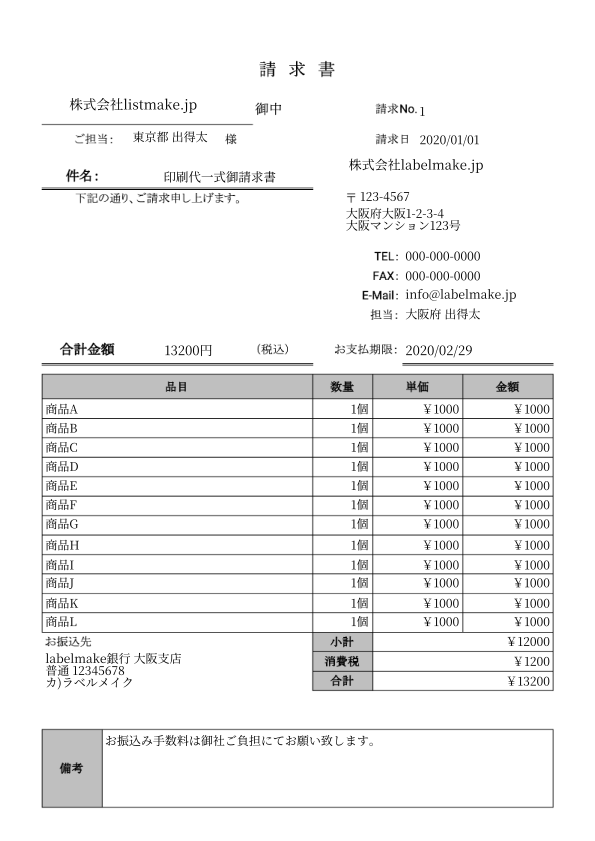 請求書
株式会社listmake.jp 御中
請求No. 1
ご担当： 東京都 出得太 様
請求日 2020/01/01
株式会社labelmake.jp
件名： 印刷代一式御請求書
下記の通り、ご請求申し上げます。
〒 123-4567
大阪府大阪1-2-3-4
大阪マンション123号
TEL： 000-000-0000
FAX： 000-000-0000
E-Mail： info@labelmake.jp
担当： 大阪府 出得太
合計金額 13200円 （税込） お支払期限： 2020/02/29
品目 数量 単価 金額
商品A 1個 ￥1000 ￥1000
商品B 1個 ￥1000 ￥1000
商品C 1個 ￥1000 ￥1000
商品D 1個 ￥1000 ￥1000
商品E 1個 ￥1000 ￥1000
商品F 1個 ￥1000 ￥1000
商品G 1個 ￥1000 ￥1000
商品H 1個 ￥1000 ￥1000
商品I 1個 ￥1000 ￥1000
商品J 1個 ￥1000 ￥1000
商品K 1個 ￥1000 ￥1000
商品L 1個 ￥1000 ￥1000
お振込先
labelmake銀行 大阪支店
普通 12345678
カ)ラベルメイク
小計 ￥12000
消費税 ￥1200
合計 ￥13200
備考 お振込み手数料は御社ご負担にてお願い致します。